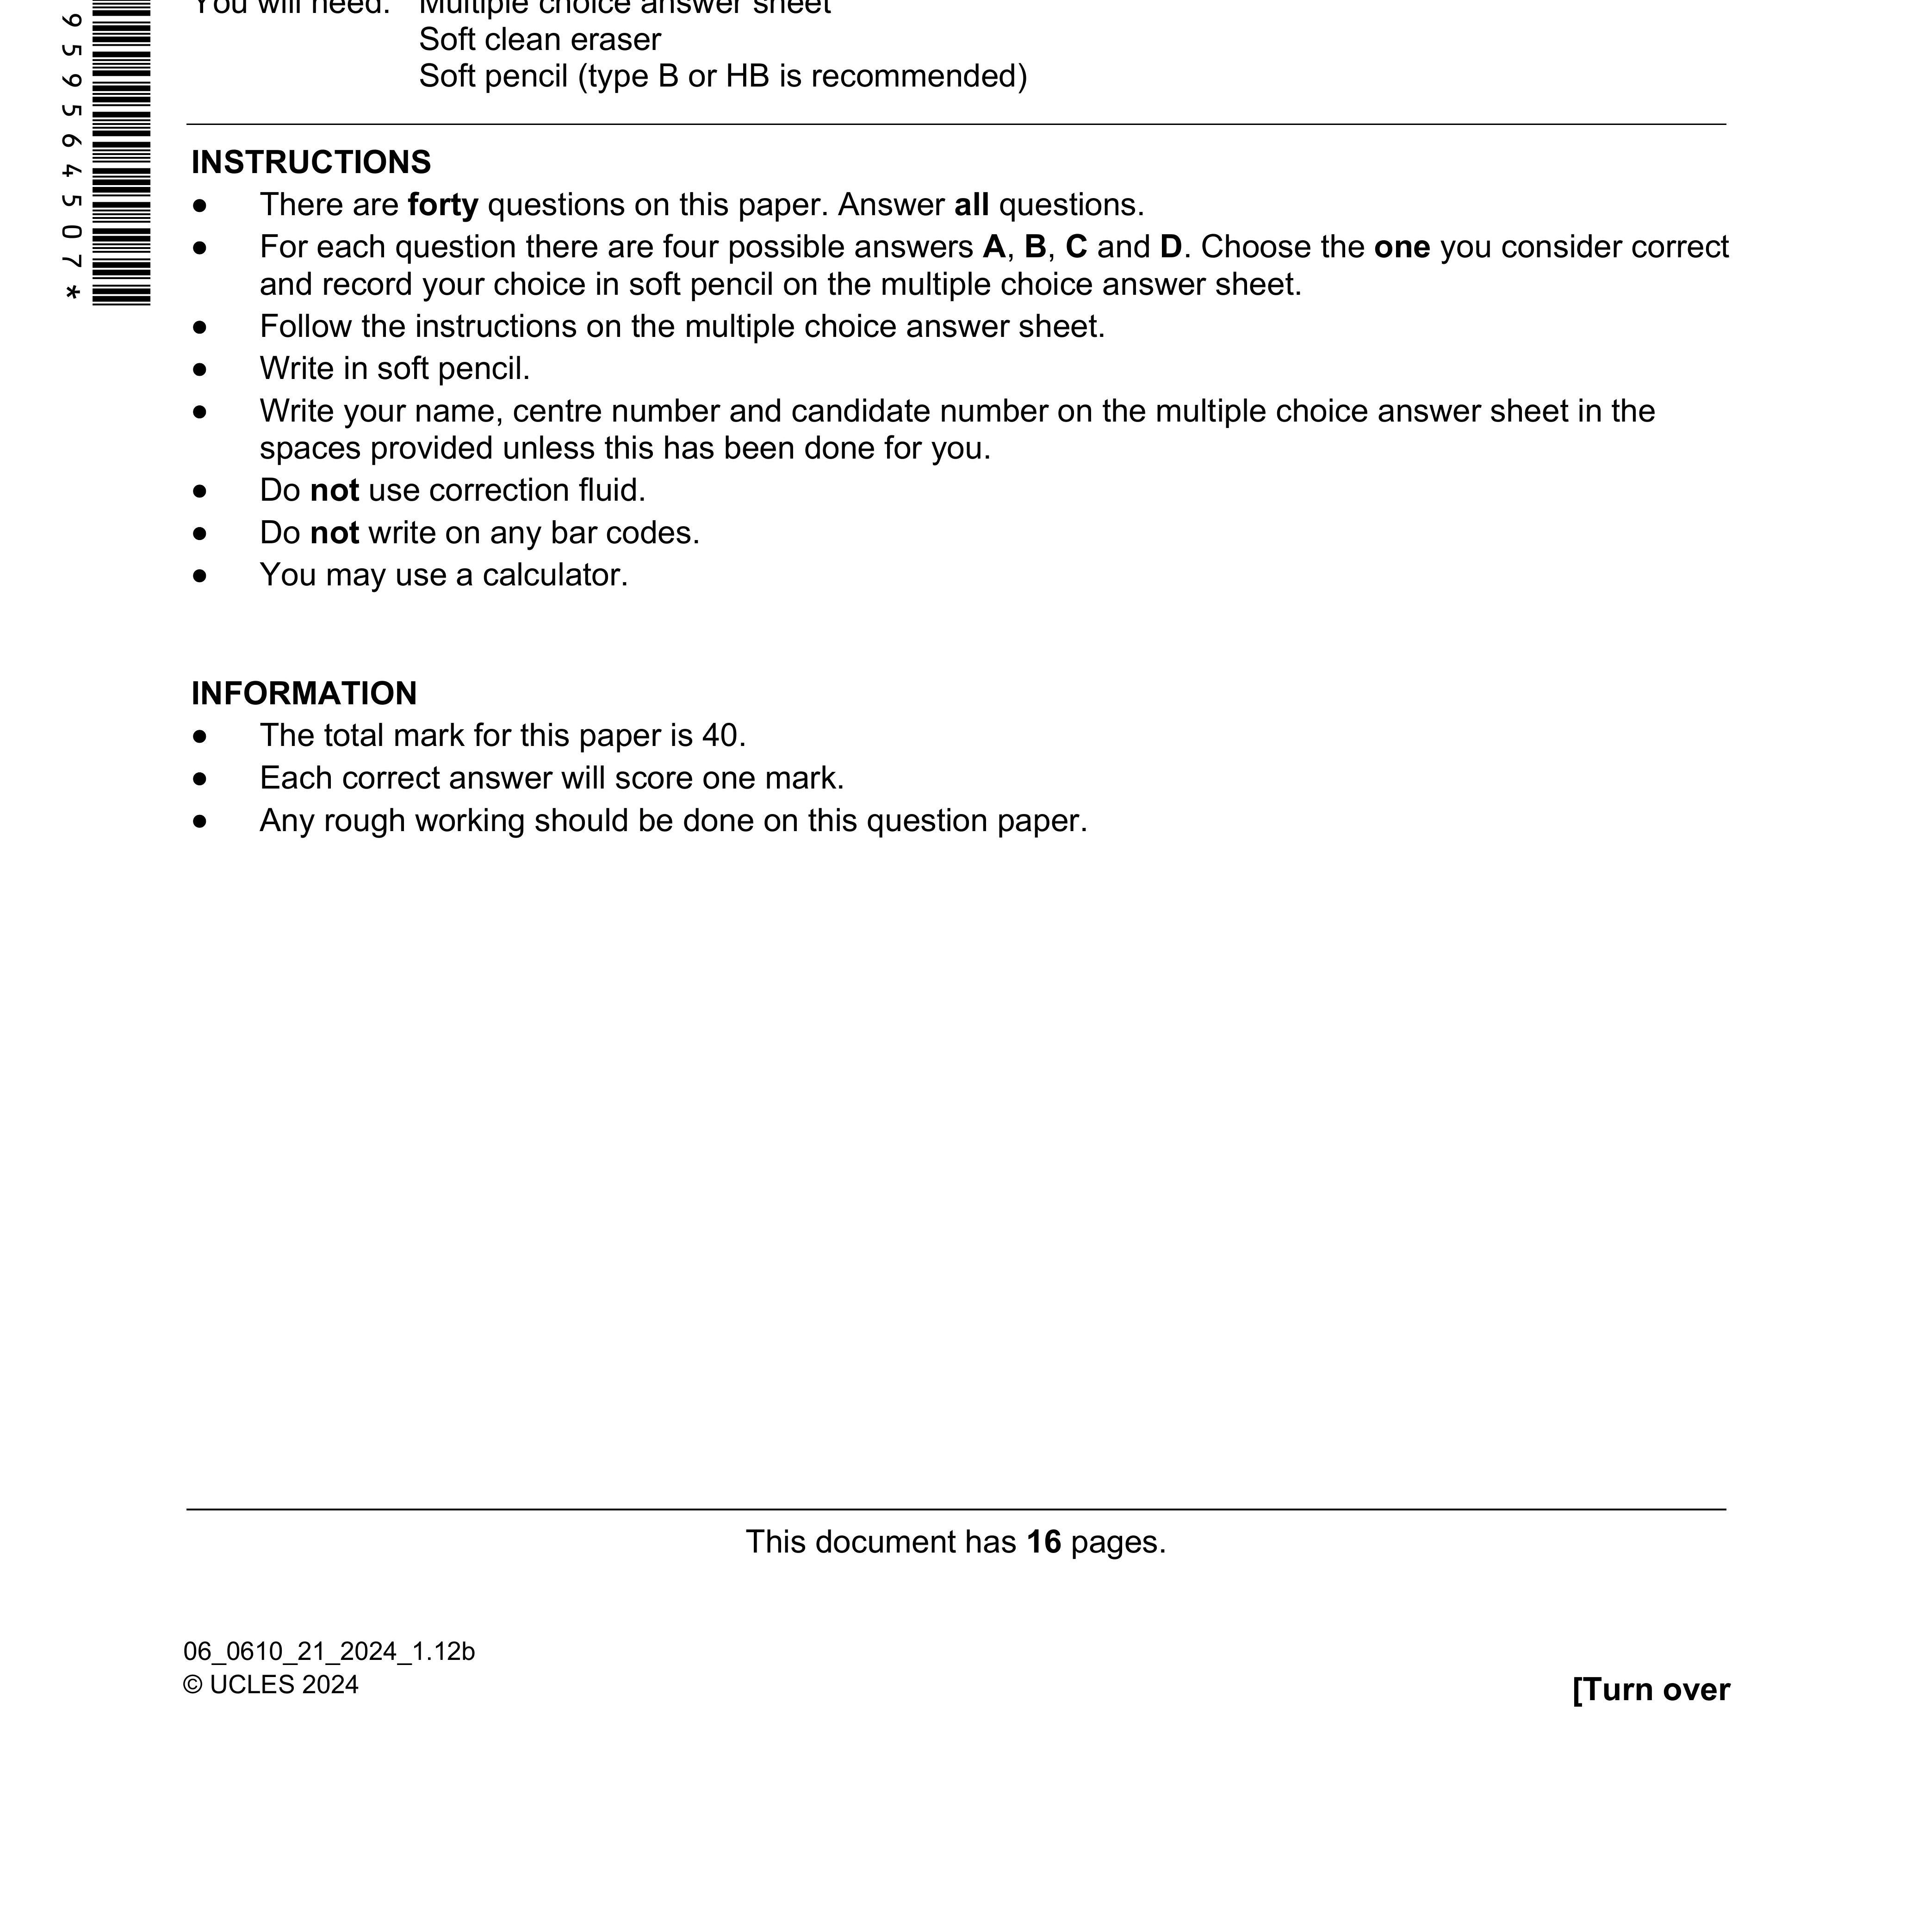 You will need: Multiple choice answer sheet
Soft clean eraser
Soft pencil (type B or HB is recommended)
9 5 9 5 6 4 5 0 7 *
INSTRUCTIONS
● There are forty questions on this paper. Answer all questions.
● For each question there are four possible answers A, B, C and D. Choose the one you consider correct
and record your choice in soft pencil on the multiple choice answer sheet.
● Follow the instructions on the multiple choice answer sheet.
● Write in soft pencil.
● Write your name, centre number and candidate number on the multiple choice answer sheet in the
spaces provided unless this has been done for you.
● Do not use correction fluid.
● Do not write on any bar codes.
● You may use a calculator.
INFORMATION
● The total mark for this paper is 40.
● Each correct answer will score one mark.
● Any rough working should be done on this question paper.
This document has 16 pages.
06_0610_21_2024_1.12b
© UCLES 2024
[Turn over